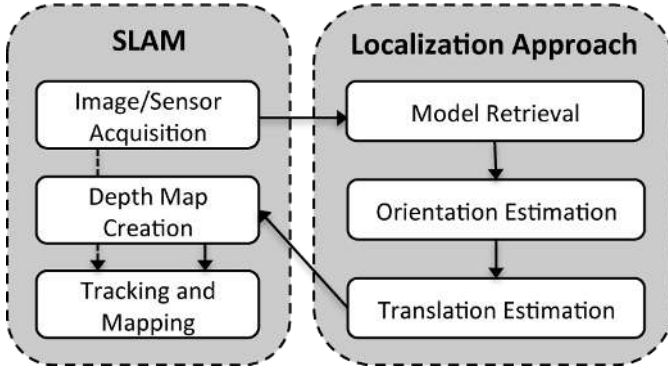 SLAM
Image/Sensor
Acquisition
Depth Map
Creation
Tracking and
Mapping
Localization Approach
Model Retrieval
Orientation Estimation
Translation Estimation